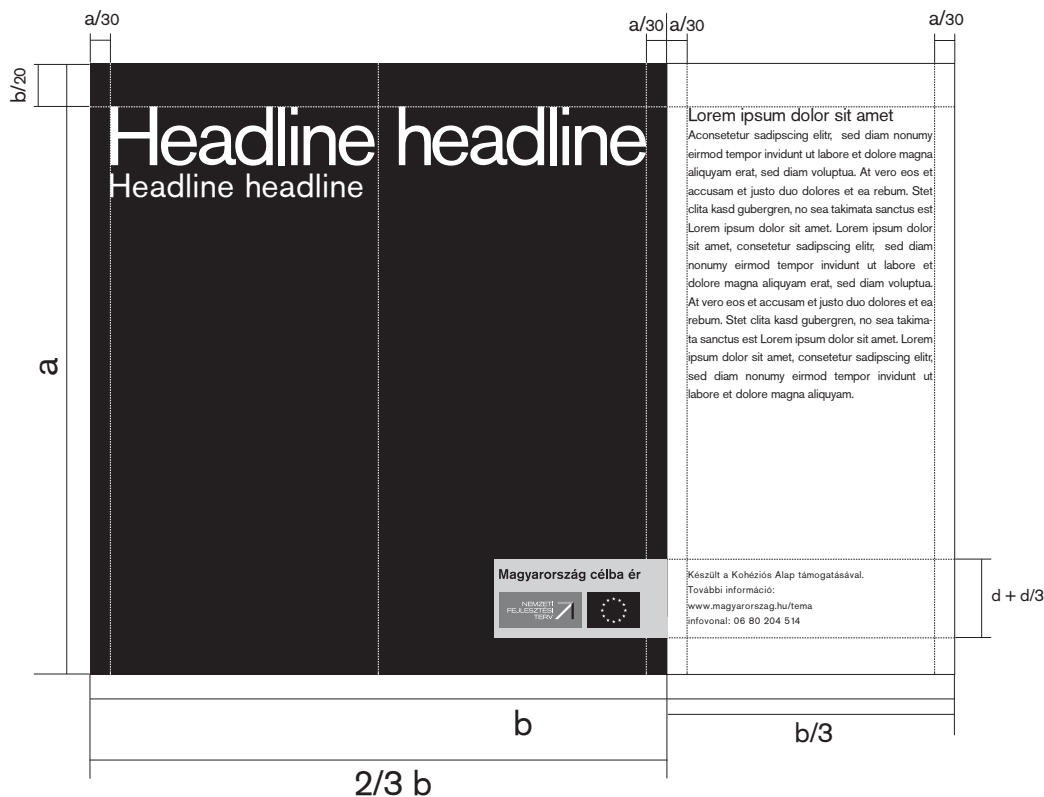 a/30
a/30
a/30
a/30
b/20
a
Headline headline
Headline headline
Lorem ipsum dolor sit amet
Aconsetetur sadipscing elitr, sed diam nonumy
eirmod tempor invidunt ut labore et dolore magna
aliquyam erat, sed diam voluptua. At vero eos et
accusam et justo duo dolores et ea rebum. Stet
clita kasd gubergren, no sea takimata sanctus est
Lorem ipsum dolor sit amet. Lorem ipsum dolor
sit amet, consetetur sadipscing elitr, sed diam
nonumy eirmod tempor invidunt ut labore et
dolore magna aliquyam erat, sed diam voluptua.
At vero eos et accusam et justo duo dolores et ea
rebum. Stet clita kasd gubergren, no sea takima-
ta sanctus est Lorem ipsum dolor sit amet. Lorem
ipsum dolor sit amet, consetetur sadipscing elitr,
sed diam nonumy eirmod tempor invidunt ut
labore et dolore magna aliquyam.
Magyarország célba ér
NEMZETI
FEJLESZTÉSI
TERV
Készült a Kohéziós Alap támogatásával.
További információ:
www.magyarorszag.hu/tema
infovonal: 06 80 204 514
d + d/3
b
b/3
2/3 b